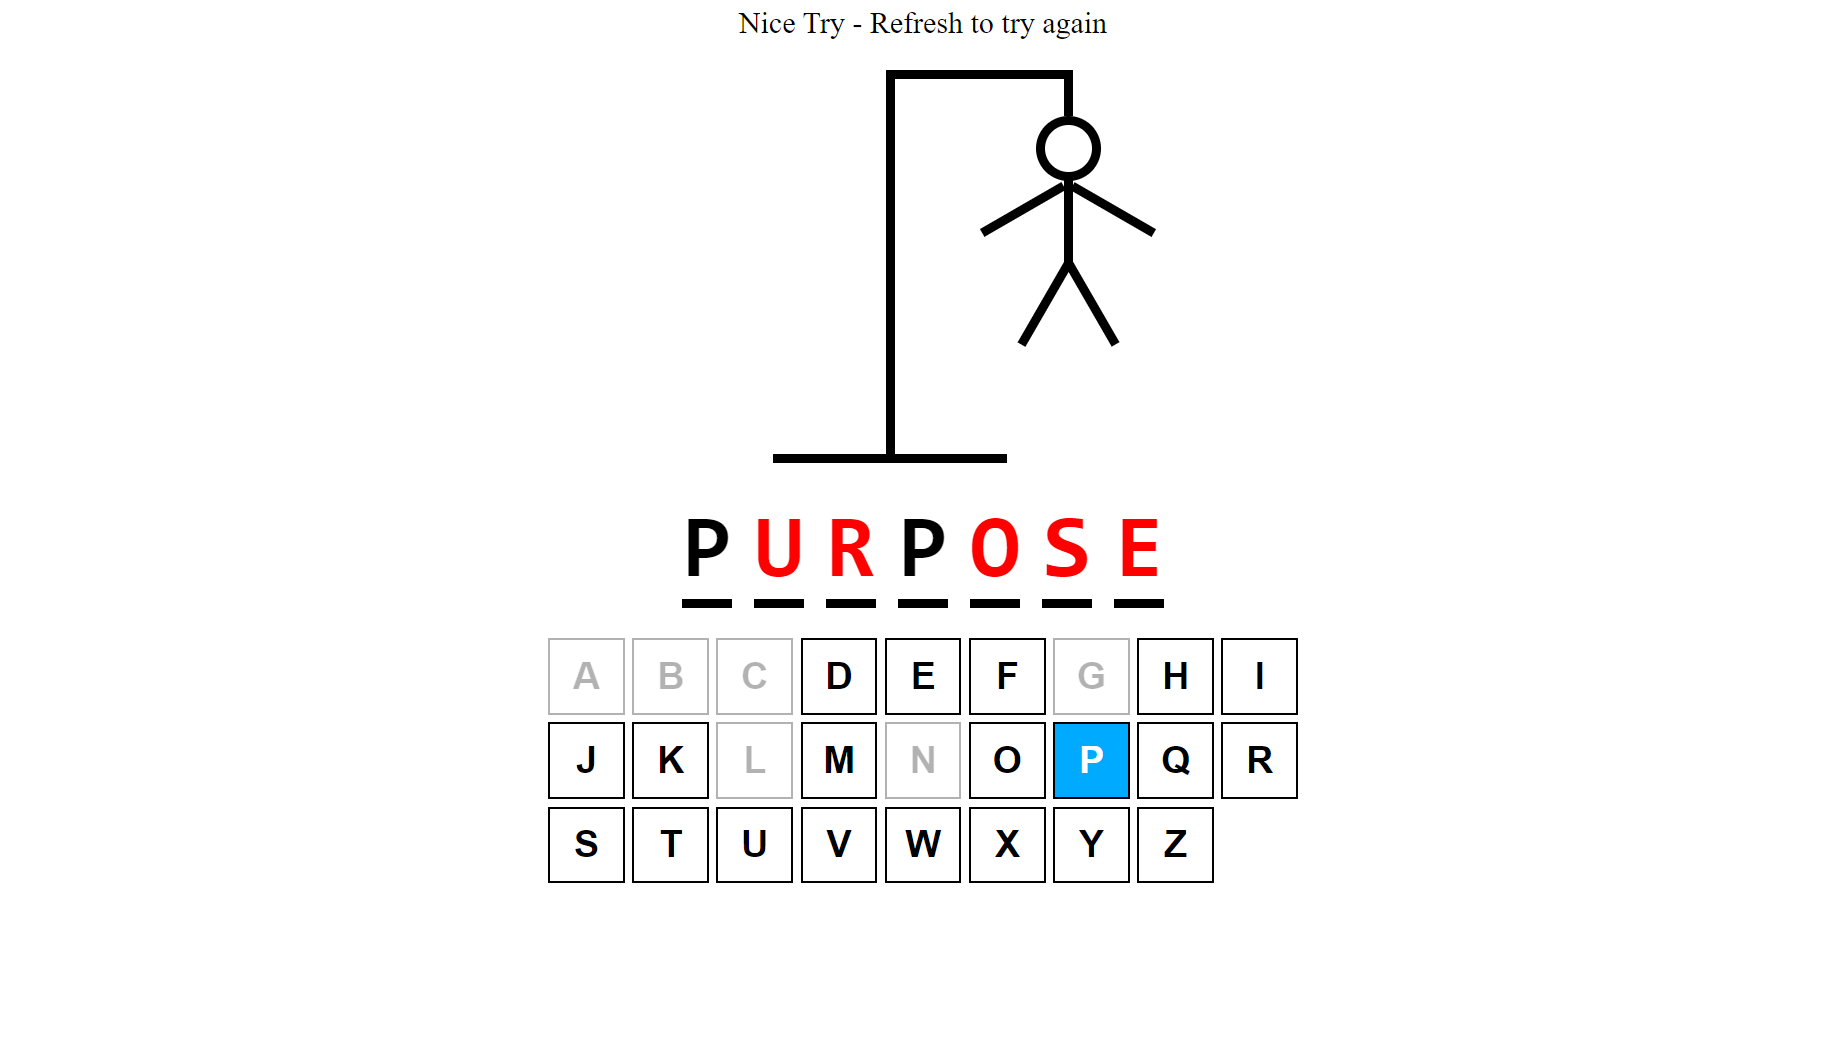 Nice Try - Refresh to try again
P U R P O S E
A B C D E F G H I
J K L M N O P Q R
S T U V W X Y Z